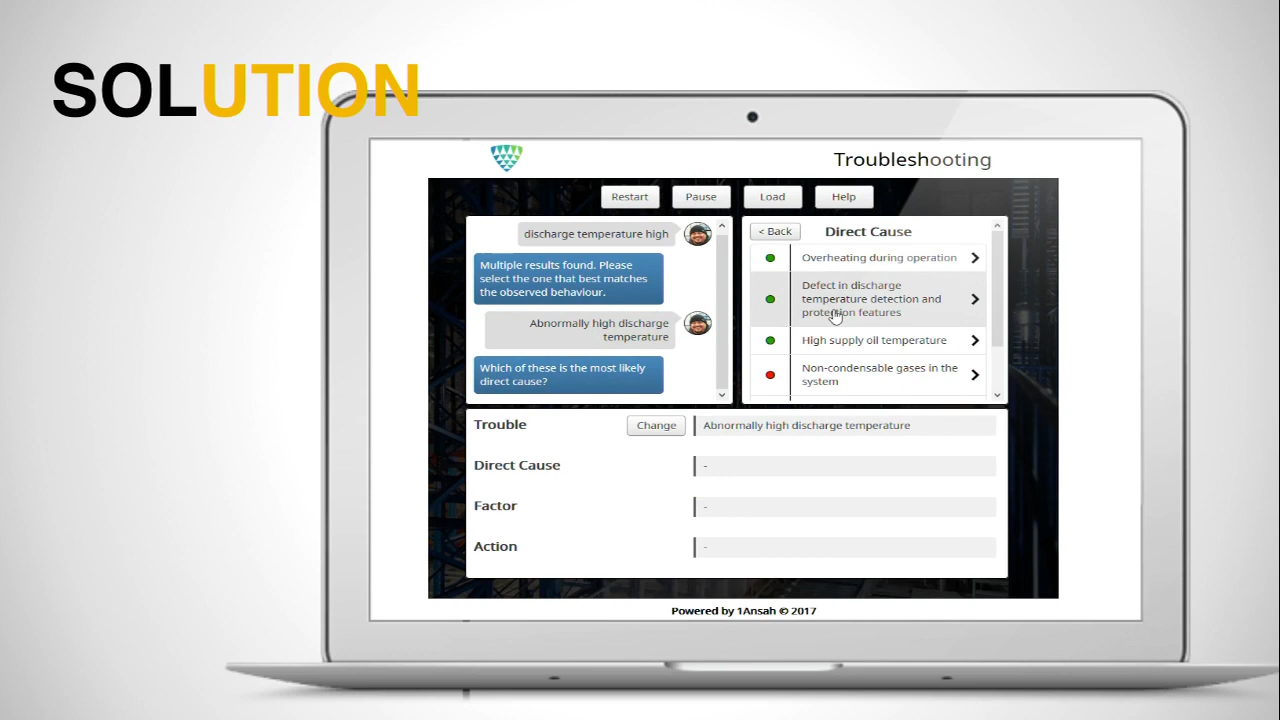 SOLUTION
Troubleshooting
Restart
Pause
Load
Help
discharge temperature high
Multiple results found. Please
select the one that best matches
the observed behaviour.
Abnormally high discharge
temperature
Which of these is the most likely
direct cause?
< Back
Direct Cause
Overheating during operation
Defect in discharge
temperature detection and
protection features
High supply oil temperature
Non-condensable gases in the
system
Trouble
Change
Abnormally high discharge temperature
Direct Cause
-
Factor
-
Action
-
Powered by 1Ansah © 2017